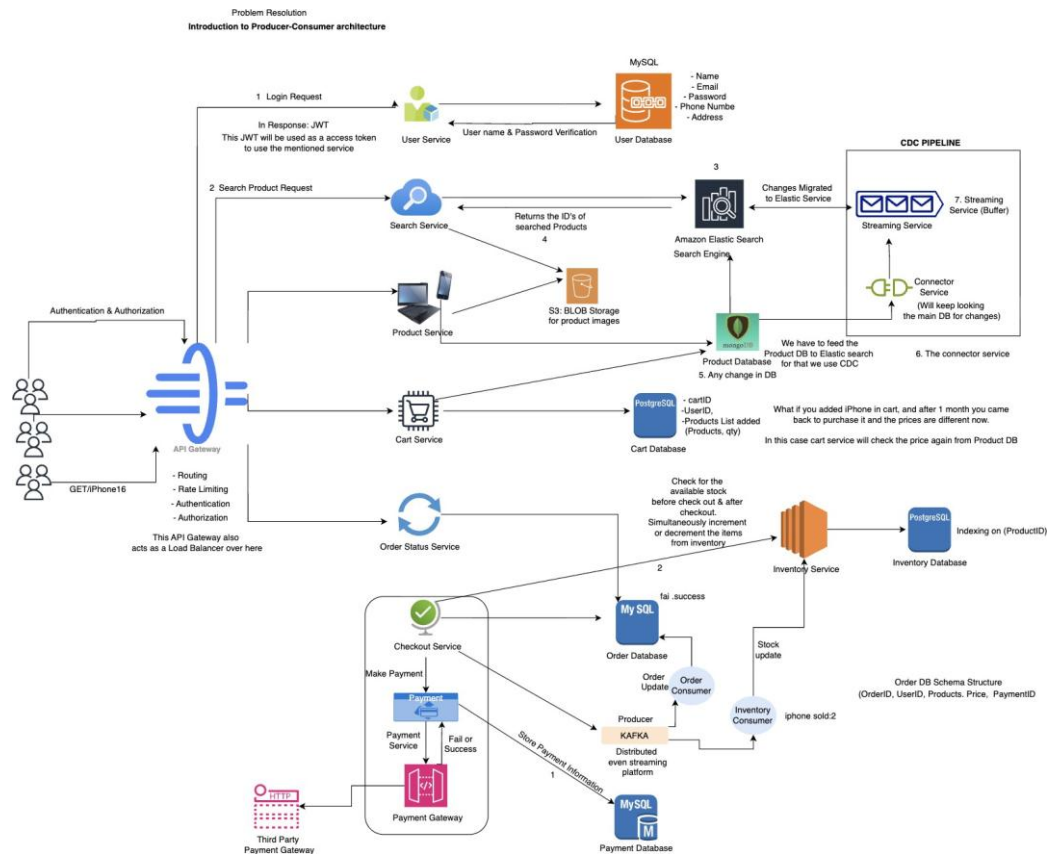 Problem Resolution
Introduction to Producer-Consumer architecture
1 Login Request
In Response: JWT
This JWT will be used as a access token
to use the mentioned service
User Service
User name & Password Verification
MySQL
- Name
- Email
- Password
- Phone Numbe
- Address
User Database
2 Search Product Request
Search Service
Returns the ID's of
searched Products
4
3
Amazon Elastic Search
Search Engine
Changes Migrated
to Elastic Service
CDC PIPELINE
7. Streaming
Service (Buffer)
Streaming Service
Connector
Service
(Will keep looking
the main DB for changes)
6. The connector service
Product Service
S3: BLOB Storage
for product images
mongoDB
Product Database
5. Any change in DB
We have to feed the
Product DB to Elastic search
for that we use CDC
Authentication & Authorization
API Gateway
GET/iPhone16
- Routing
- Rate Limiting
- Authentication
- Authorization
This API Gateway also
acts as a Load Balancer over here
Cart Service
PostgreSQL
- cartID
-UserID,
-Products List added
(Products, qty)
Cart Database
What if you added iPhone in cart, and after 1 month you came
back to purchase it and the prices are different now.
In this case cart service will check the price again from Product DB
Order Status Service
Check for the
available stock
before check out & after
checkout.
Simultaneously increment
or decrement the items
from inventory
2
Inventory Service
PostgreSQL
Indexing on (ProductID)
Inventory Database
Checkout Service
fai .success
My SQL
Order Database
Make Payment
Payment
Payment
Service
Fail or
Success
Payment Gateway
HTTP
Third Party
Payment Gateway
Store Payment Information
1
Order
Update
Order
Consumer
Producer
KAFKA
Distributed
even streaming
platform
Stock
update
Inventory
Consumer
iphone sold:2
Order DB Schema Structure
(OrderID, UserID, Products. Price, PaymentID
MySQL
M
Payment Database